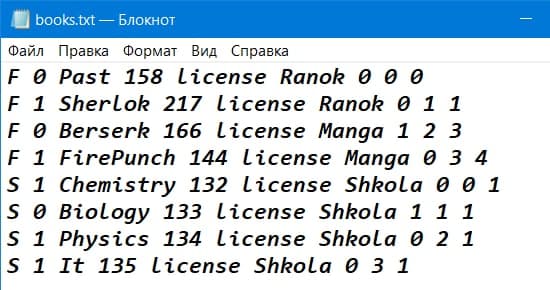 books.txt — Блокнот
Файл Правка Формат Вид Справка
F 0 Past 158 license Ranok 0 0 0
F 1 Sherlok 217 license Ranok 0 1 1
F 0 Berserk 166 license Manga 1 2 3
F 1 FirePunch 144 license Manga 0 3 4
S 1 Chemistry 132 license Shkola 0 0 1
S 0 Biology 133 license Shkola 1 1 1
S 1 Physics 134 license Shkola 0 2 1
S 1 It 135 license Shkola 0 3 1